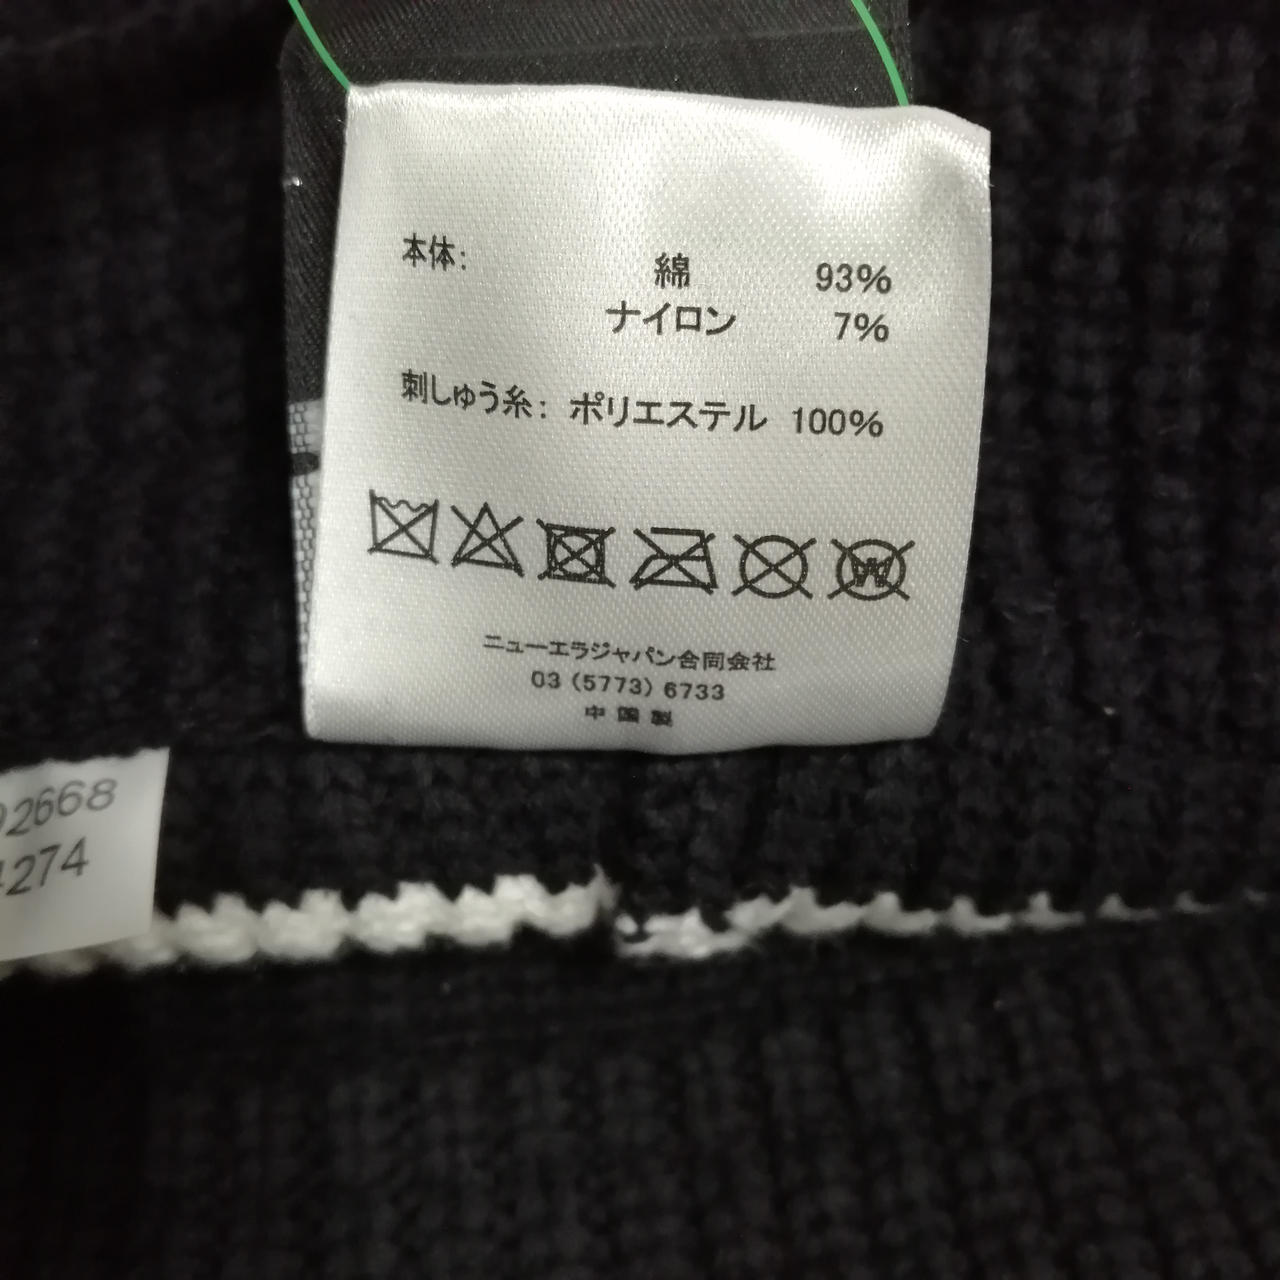 本体:
綿 93%
ナイロン 7%
刺しゅう糸: ポリエステル 100%
W
ニューエラジャパン合同会社
03 (5773) 6733
中国製
2668
274